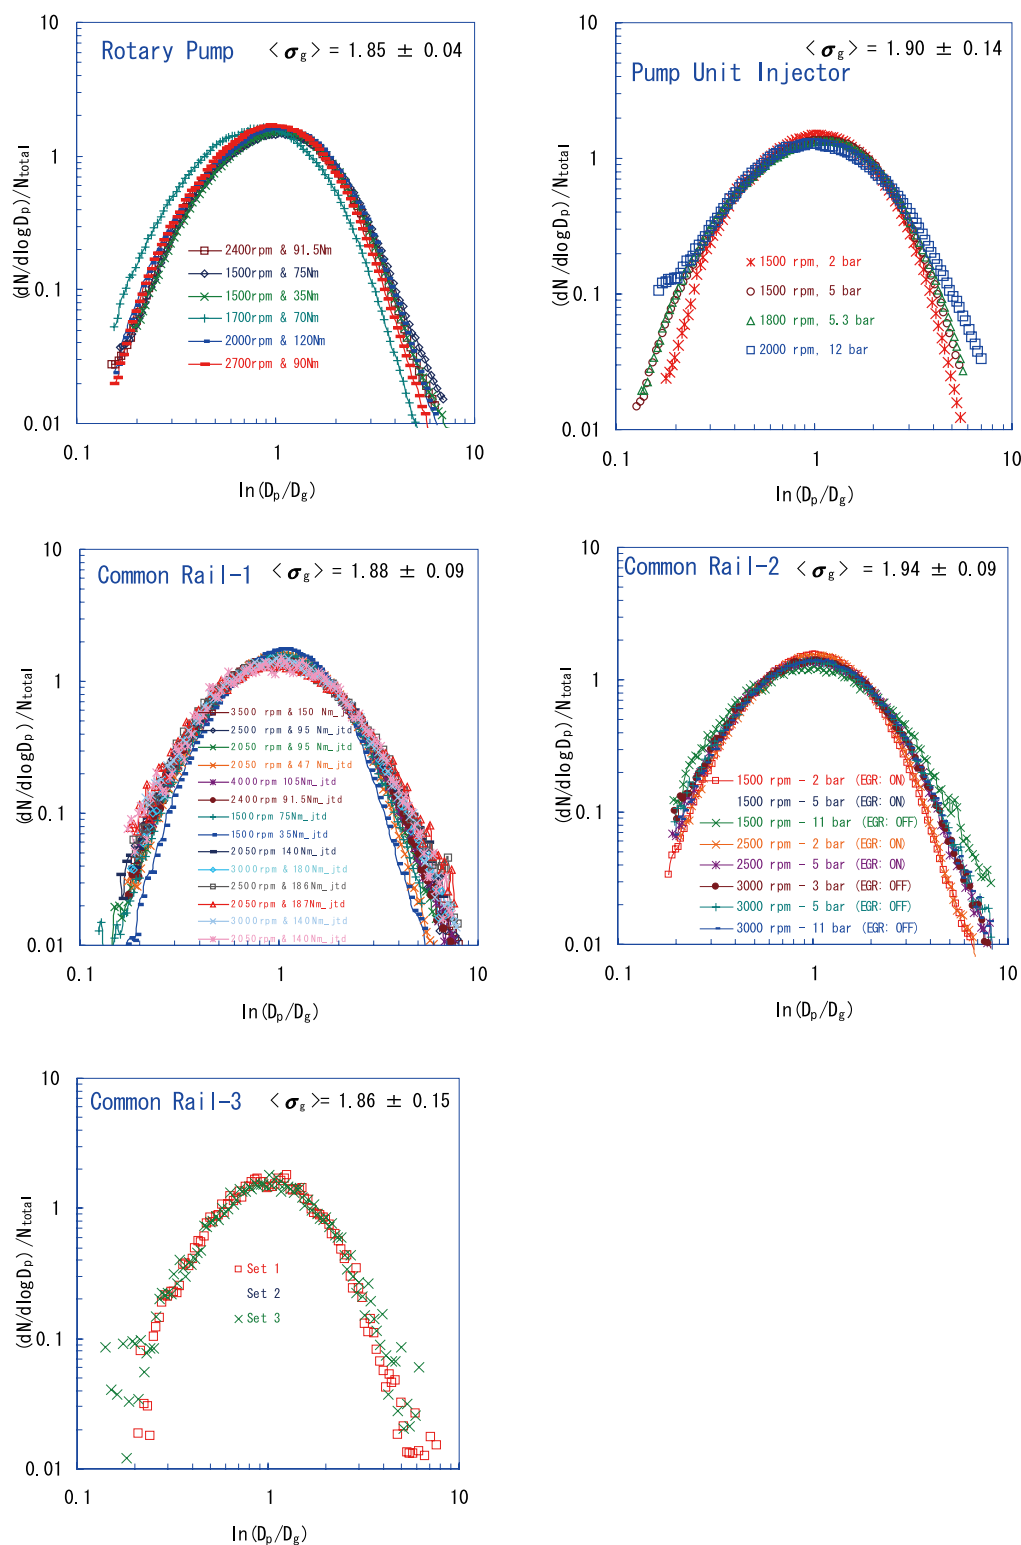 Rotary Pump <σg> = 1.85 ± 0.04
10
1
0.1
0.01
(dN/dlogDp)/Ntotal
2400rpm & 91.5Nm
1500rpm & 75Nm
1500rpm & 35Nm
1700rpm & 70Nm
2000rpm & 120Nm
2700rpm & 90Nm
0.1 1 10
ln(Dp/Dg)
<σg> = 1.90 ± 0.14
Pump Unit Injector
10
1
0.1
0.01
(dN/dlogDp)/Ntotal
1500 rpm, 2 bar
1500 rpm, 5 bar
1800 rpm, 5.3 bar
2000 rpm, 12 bar
0.1 1 10
ln(Dp/Dg)
Common Rail-1 <σg> = 1.88 ± 0.09
10
1
0.1
0.01
(dN/dlogDp)/Ntotal
3500 rpm & 150 Nm_jtd
2500 rpm & 95 Nm_jtd
2050 rpm & 95 Nm_jtd
2050 rpm & 47 Nm_jtd
4000rpm 105Nm_jtd
2400rpm 91.5Nm_jtd
1500rpm 75Nm_jtd
1500rpm 35Nm_jtd
2050rpm 140Nm_jtd
3000rpm & 180Nm_jtd
2500rpm & 186Nm_jtd
2050rpm & 187Nm_jtd
3000rpm & 140Nm_jtd
2050rpm & 140Nm_jtd
0.1 1 10
ln(Dp/Dg)
Common Rail-2 <σg> = 1.94 ± 0.09
10
1
0.1
0.01
(dN/dlogDp)/Ntotal
1500 rpm - 2 bar (EGR: ON)
1500 rpm - 5 bar (EGR: ON)
1500 rpm - 11 bar (EGR: OFF)
2500 rpm - 2 bar (EGR: ON)
2500 rpm - 5 bar (EGR: ON)
3000 rpm - 3 bar (EGR: OFF)
3000 rpm - 5 bar (EGR: OFF)
3000 rpm - 11 bar (EGR: OFF)
0.1 1 10
ln(Dp/Dg)
Common Rail-3 <σg>= 1.86 ± 0.15
10
1
0.1
0.01
(dN/dlogDp)/Ntotal
Set 1
Set 2
Set 3
0.1 1 10
ln(Dp/Dg)